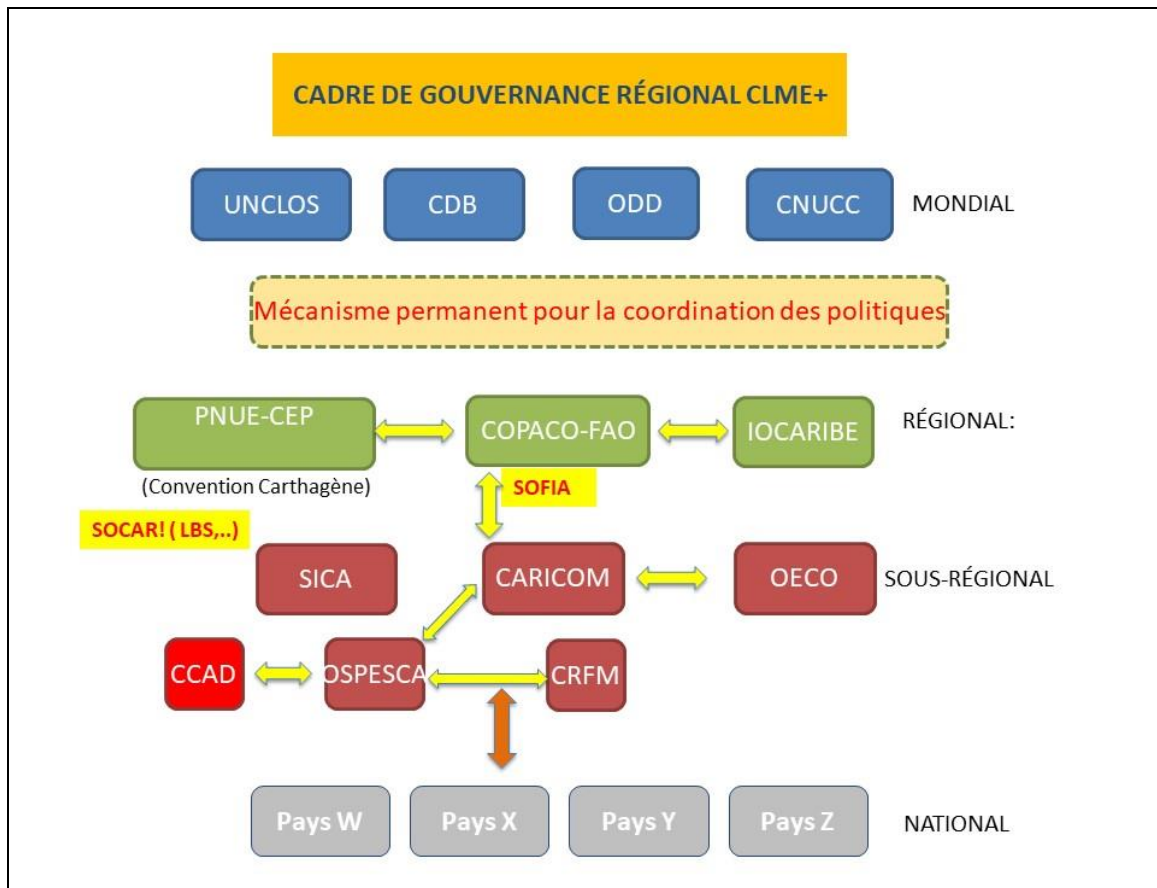 CADRE DE GOUVERNANCE RÉGIONAL CLME+
UNCLOS
CDB
ODD
CNUCC
MONDIAL
Mécanisme permanent pour la coordination des politiques
PNUE-CEP
COPACO-FAO
IOCARIBE
RÉGIONAL:
(Convention Carthagène)
SOFIA
SOCAR! ( LBS,..)
SICA
CARICOM
OECO
SOUS-RÉGIONAL
CCAD
OSPESCA
CRFM
Pays W
Pays X
Pays Y
Pays Z
NATIONAL